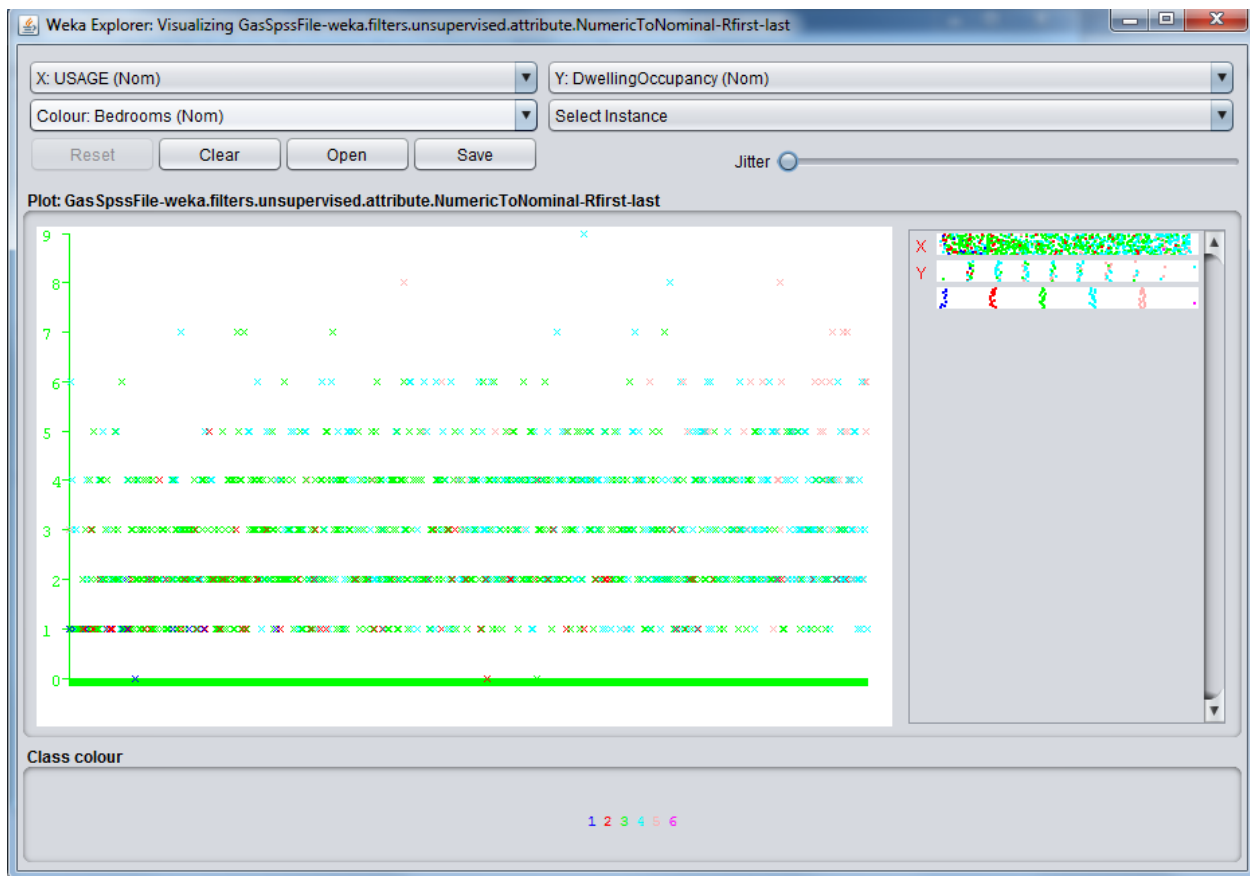 Weka Explorer: Visualizing GasSpssFile-weka.filters.unsupervised.attribute.NumericToNominal-Rfirst-last
X: USAGE (Nom) Y: DwellingOccupancy (Nom)
Colour: Bedrooms (Nom) Select Instance
Reset Clear Open Save Jitter
Plot: GasSpssFile-weka.filters.unsupervised.attribute.NumericToNominal-Rfirst-last
9
8
7
6
5
4
3
2
1
0
X
Y
Class colour
1 2 3 4 5 6